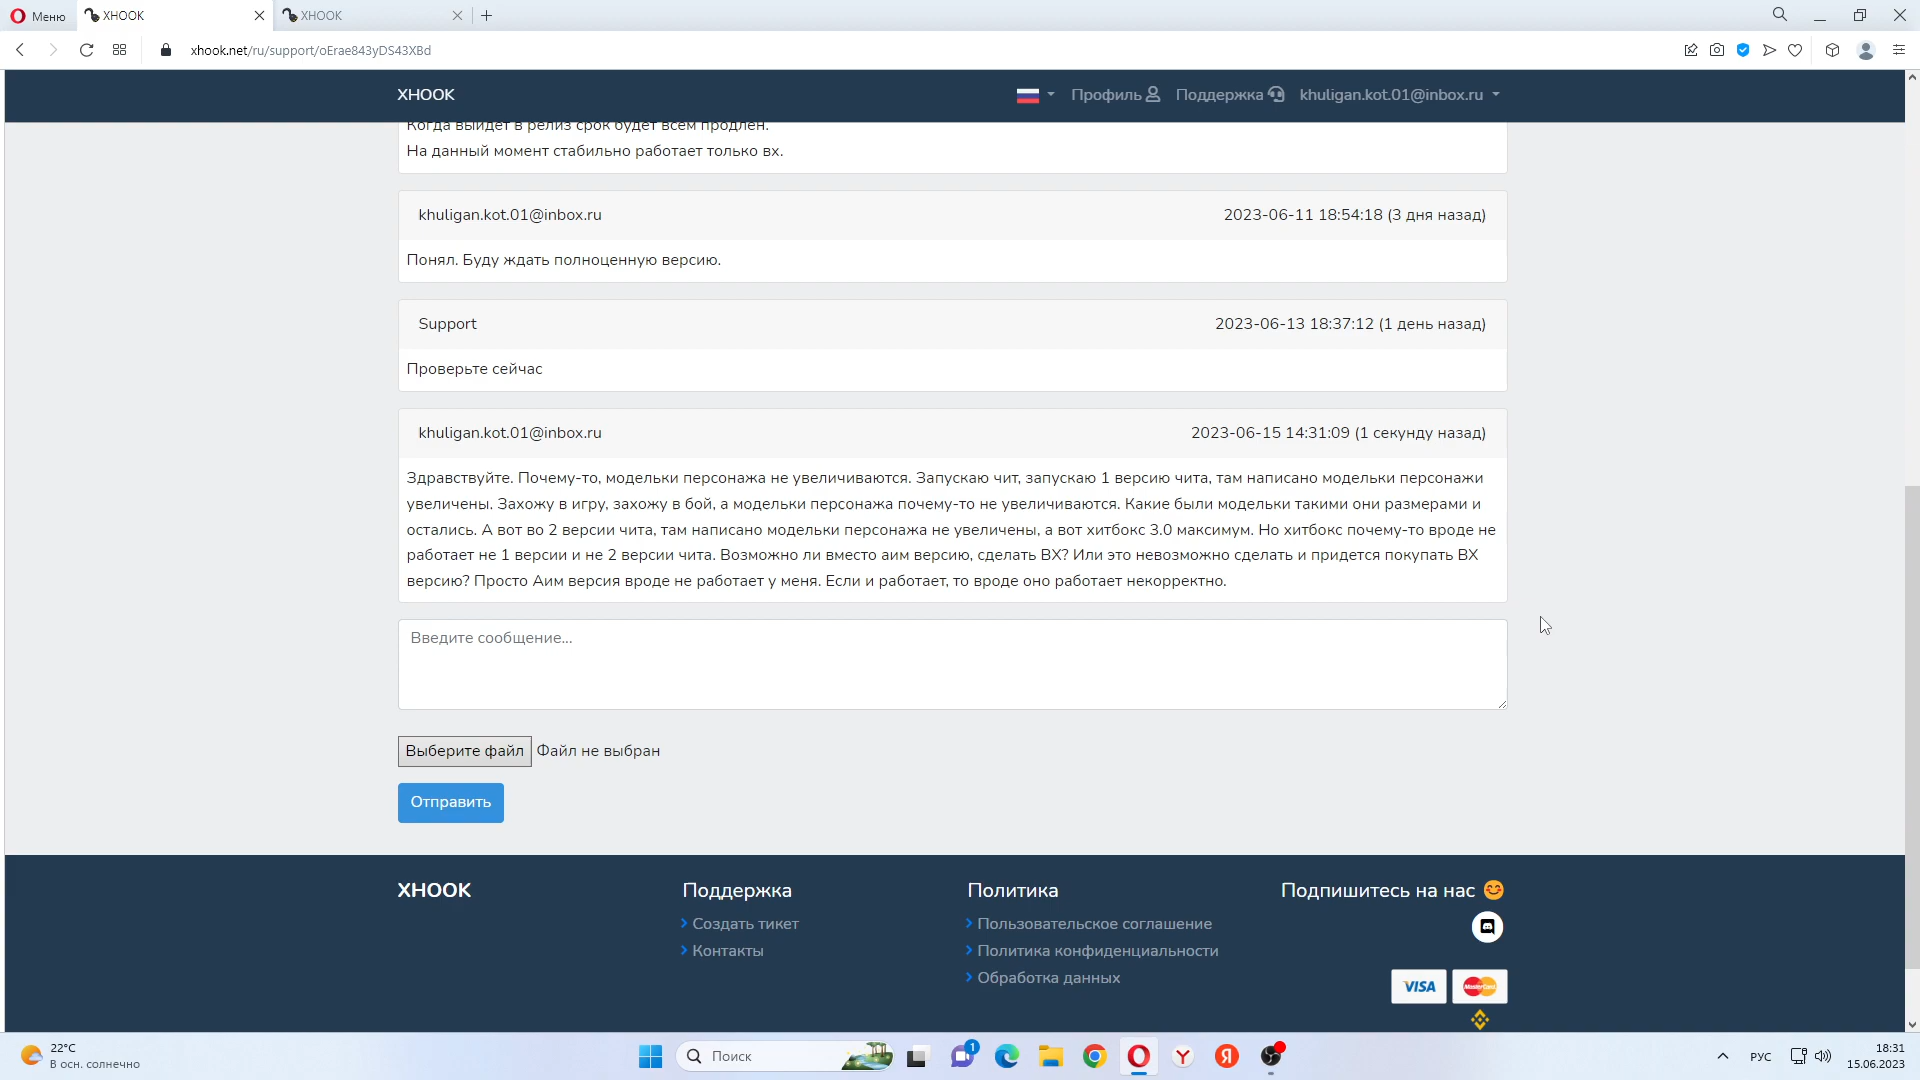 Меню
XHOOK
XHOOK
xhook.net/ru/support/oErae843yDS43XBd
XHOOK
Профиль
Поддержка
khuligan.kot.01@inbox.ru
Когда выйдет в релиз срок будет всем продлен.
На данный момент стабильно работает только вх.
khuligan.kot.01@inbox.ru
2023-06-11 18:54:18 (3 дня назад)
Понял. Буду ждать полноценную версию.
Support
2023-06-13 18:37:12 (1 день назад)
Проверьте сейчас
khuligan.kot.01@inbox.ru
2023-06-15 14:31:09 (1 секунду назад)
Здравствуйте. Почему-то, модельки персонажа не увеличиваются. Запускаю чит, запускаю 1 версию чита, там написано модельки персонажи
увеличены. Захожу в игру, захожу в бой, а модельки персонажа почему-то не увеличиваются. Какие были модельки такими они размерами и
остались. А вот во 2 версии чита, там написано модельки персонажа не увеличены, а вот хитбокс 3.0 максимум. Но хитбокс почему-то вроде не
работает не 1 версии и не 2 версии чита. Возможно ли вместо аим версию, сделать ВХ? Или это невозможно сделать и придется покупать ВХ
версию? Просто Аим версия вроде не работает у меня. Если и работает, то вроде оно работает некорректно.
Введите сообщение...
Выберите файл
Файл не выбран
Отправить
XHOOK
Поддержка
Создать тикет
Контакты
Политика
Пользовательское соглашение
Политика конфиденциальности
Обработка данных
Подпишитесь на нас
VISA
MasterCard
22°C
В осн. солнечно
Поиск
1
РУС
18:31
15.06.2023